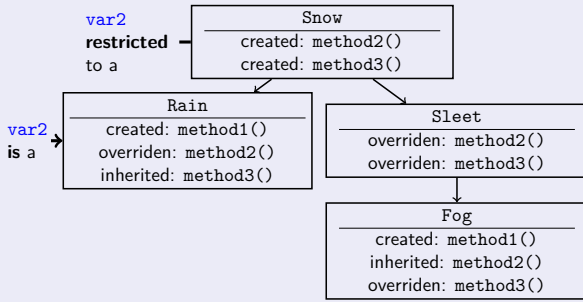 var2
restricted
to a
Snow
created: method2()
created: method3()
var2
is a
Rain
created: method1()
overriden: method2()
inherited: method3()
Sleet
overriden: method2()
overriden: method3()
Fog
created: method1()
inherited: method2()
overriden: method3()